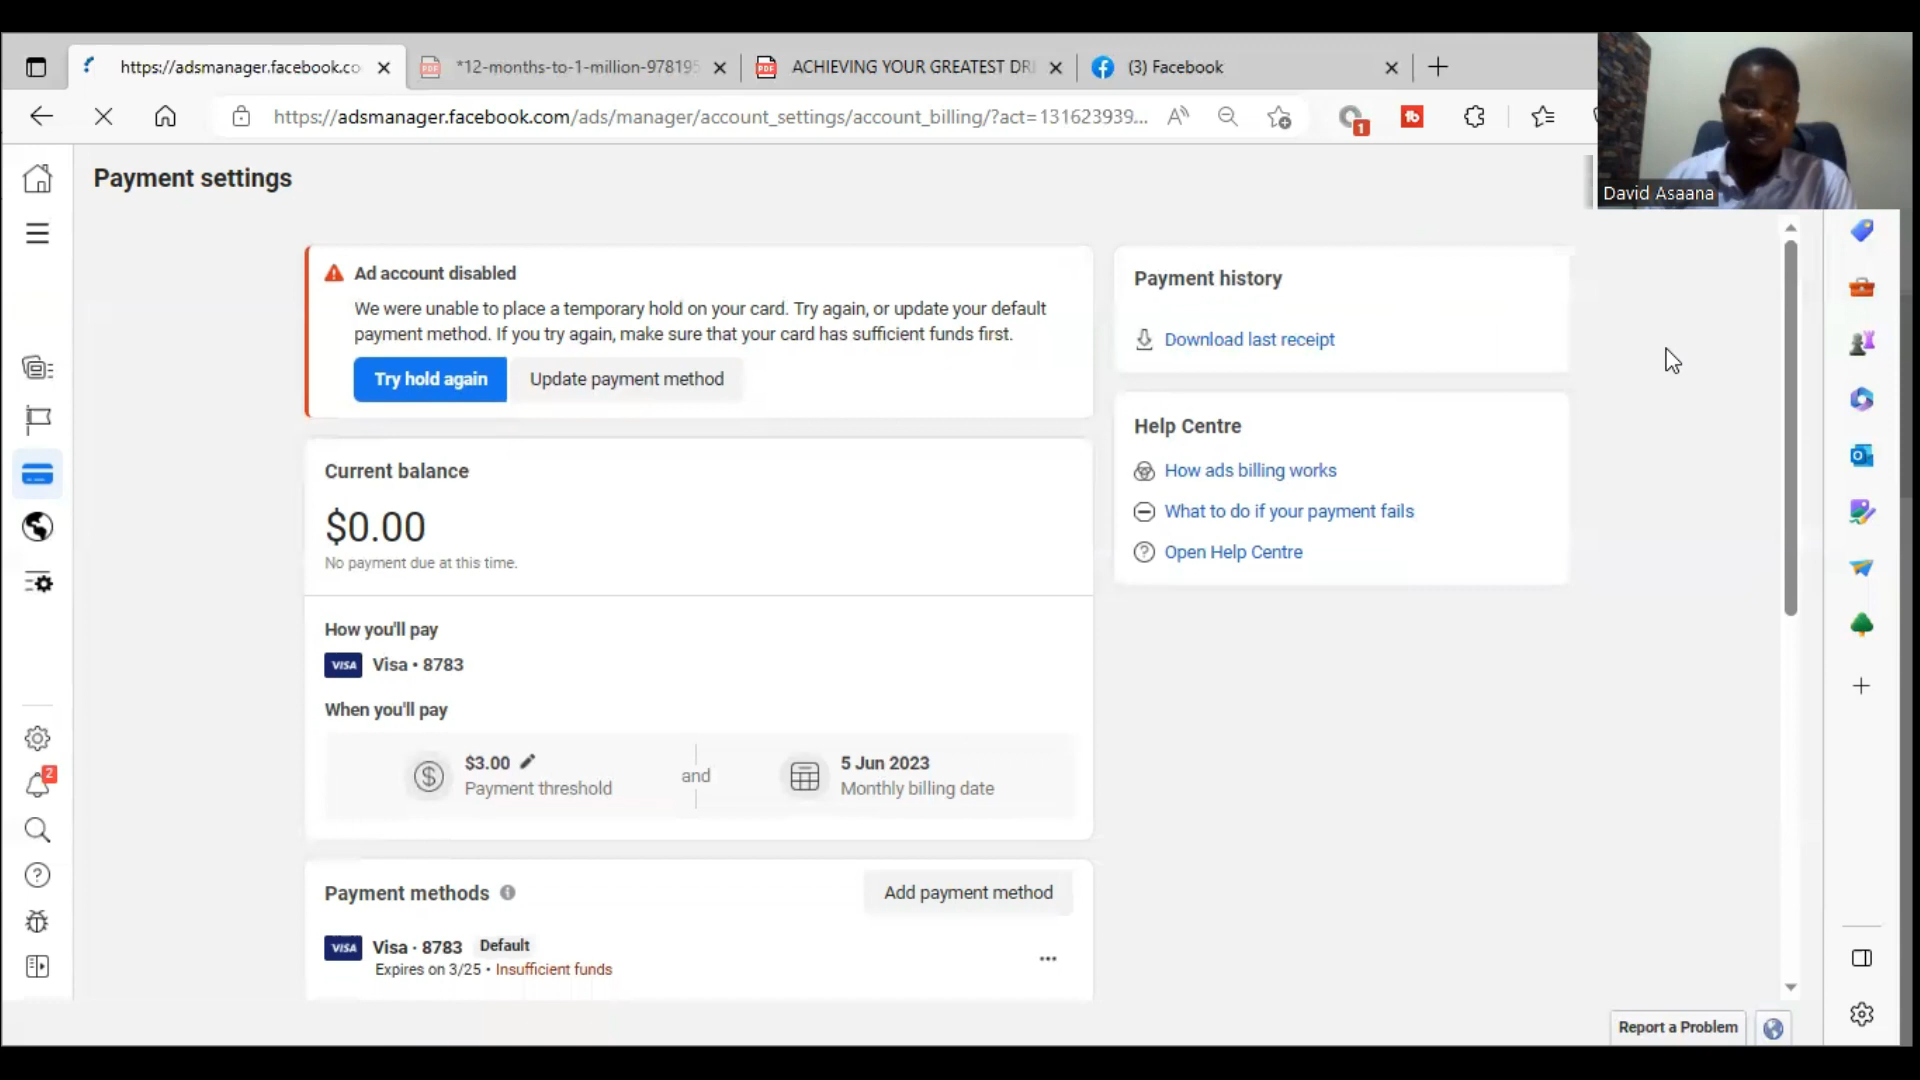 https://adsmanager.facebook.co
*12-months-to-1-million-978195
ACHIEVING YOUR GREATEST DRE
(3) Facebook
https://adsmanager.facebook.com/ads/manager/account_settings/account_billing/?act=131623939...
1
David Asaana
Payment settings
Ad account disabled
We were unable to place a temporary hold on your card. Try again, or update your default
payment method. If you try again, make sure that your card has sufficient funds first.
Try hold again
Update payment method
Payment history
Download last receipt
Help Centre
How ads billing works
What to do if your payment fails
Open Help Centre
Current balance
$0.00
No payment due at this time.
How you'll pay
VISA Visa • 8783
When you'll pay
$3.00
Payment threshold
and
5 Jun 2023
Monthly billing date
2
Payment methods
Add payment method
VISA Visa · 8783 Default
Expires on 3/25 • Insufficient funds
Report a Problem